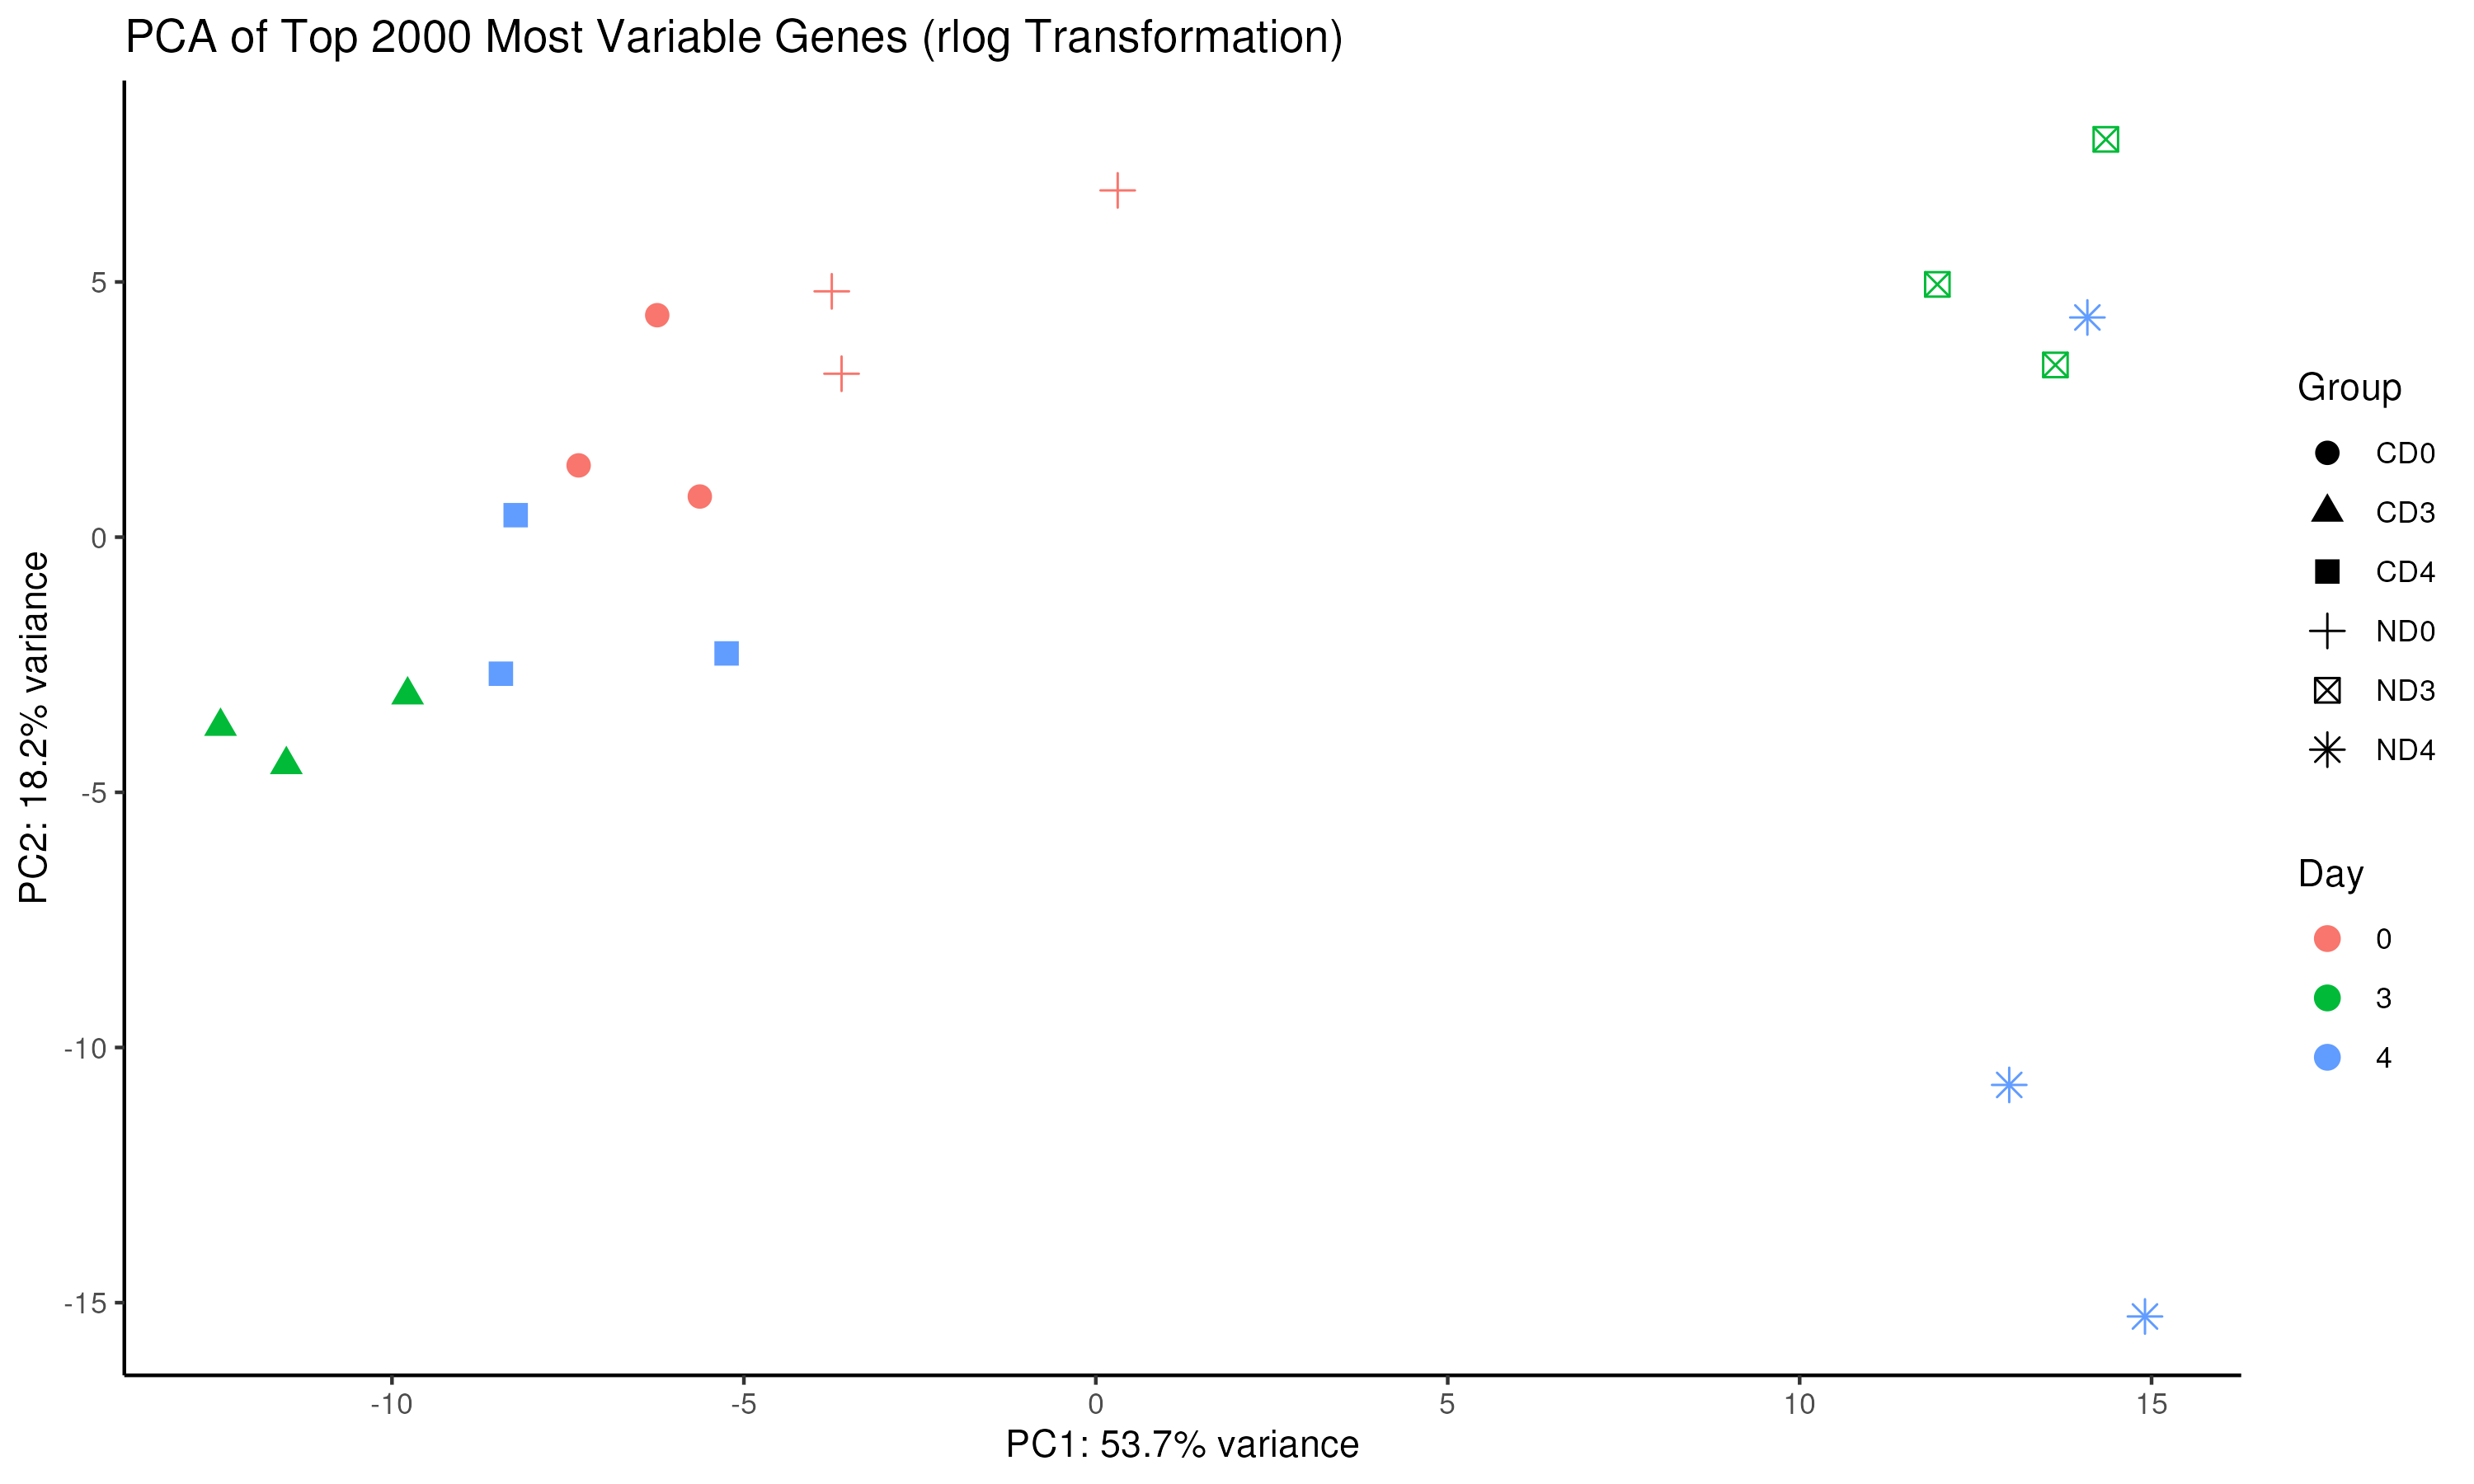 PCA of Top 2000 Most Variable Genes (rlog Transformation)
PC2: 18.2% variance
5
0
-5
-10
-15
-10
-5
0
5
10
15
PC1: 53.7% variance
Group
CD0
CD3
CD4
ND0
ND3
ND4
Day
0
3
4